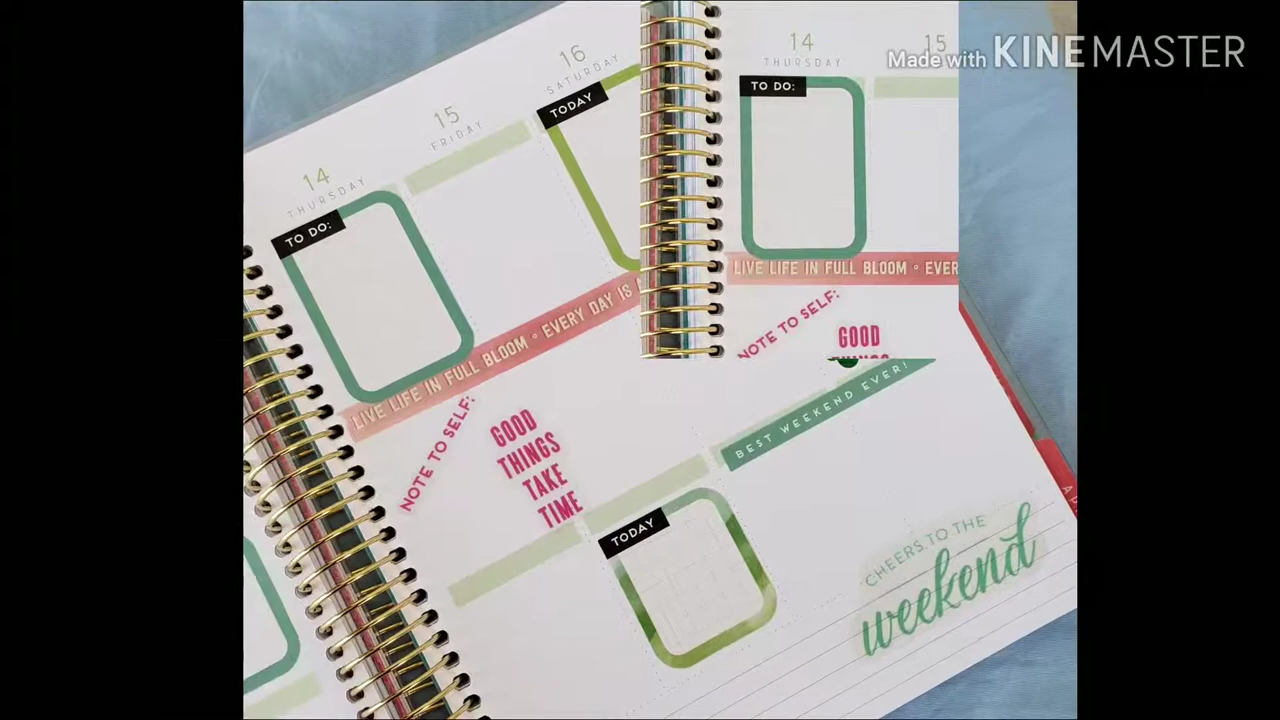 Made with KINEMASTER
14
THURSDAY
TO DO:
15
FRIDAY
16
SATURDAY
TODAY
LIVE LIFE IN FULL BLOOM • EVERY DAY IS
NOTE TO SELF:
GOOD
THINGS
TAKE
TIME
BEST WEEKEND EVER!
TODAY
CHEERS TO THE
weekend
14
THURSDAY
TO DO:
15
LIVE LIFE IN FULL BLOOM • EVER
NOTE TO SELF:
GOOD